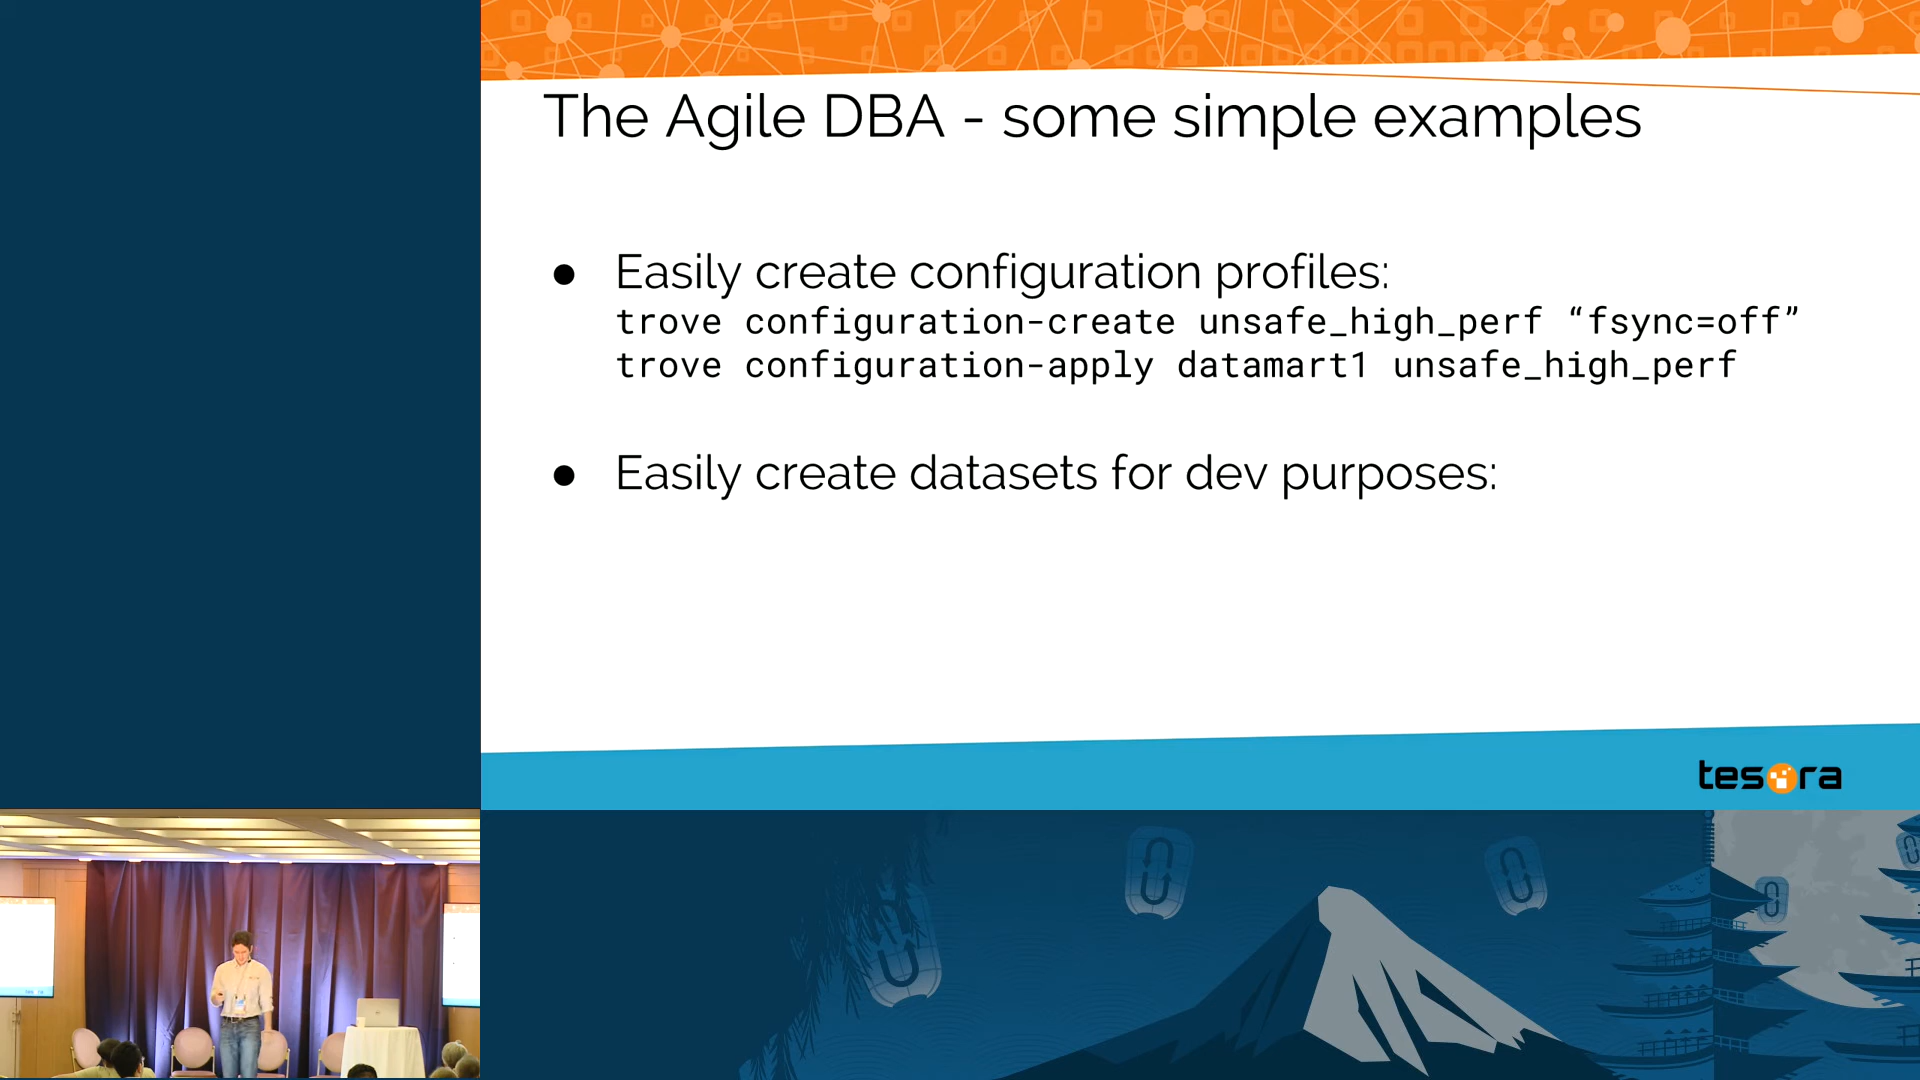 The Agile DBA - some simple examples
● Easily create configuration profiles:
trove configuration-create unsafe_high_perf “fsync=off”
trove configuration-apply datamart1 unsafe_high_perf
● Easily create datasets for dev purposes:
tesora